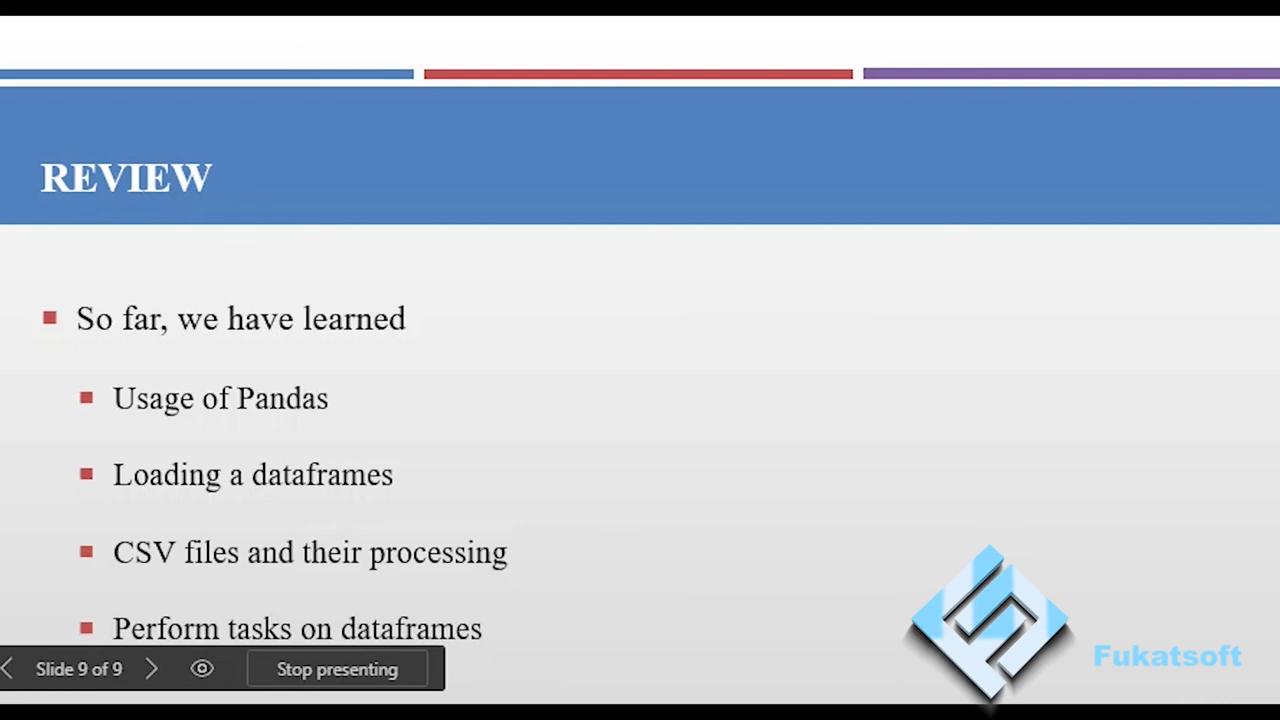 REVIEW
So far, we have learned
Usage of Pandas
Loading a dataframes
CSV files and their processing
Perform tasks on dataframes
Slide 9 of 9
Stop presenting
Fukatsoft